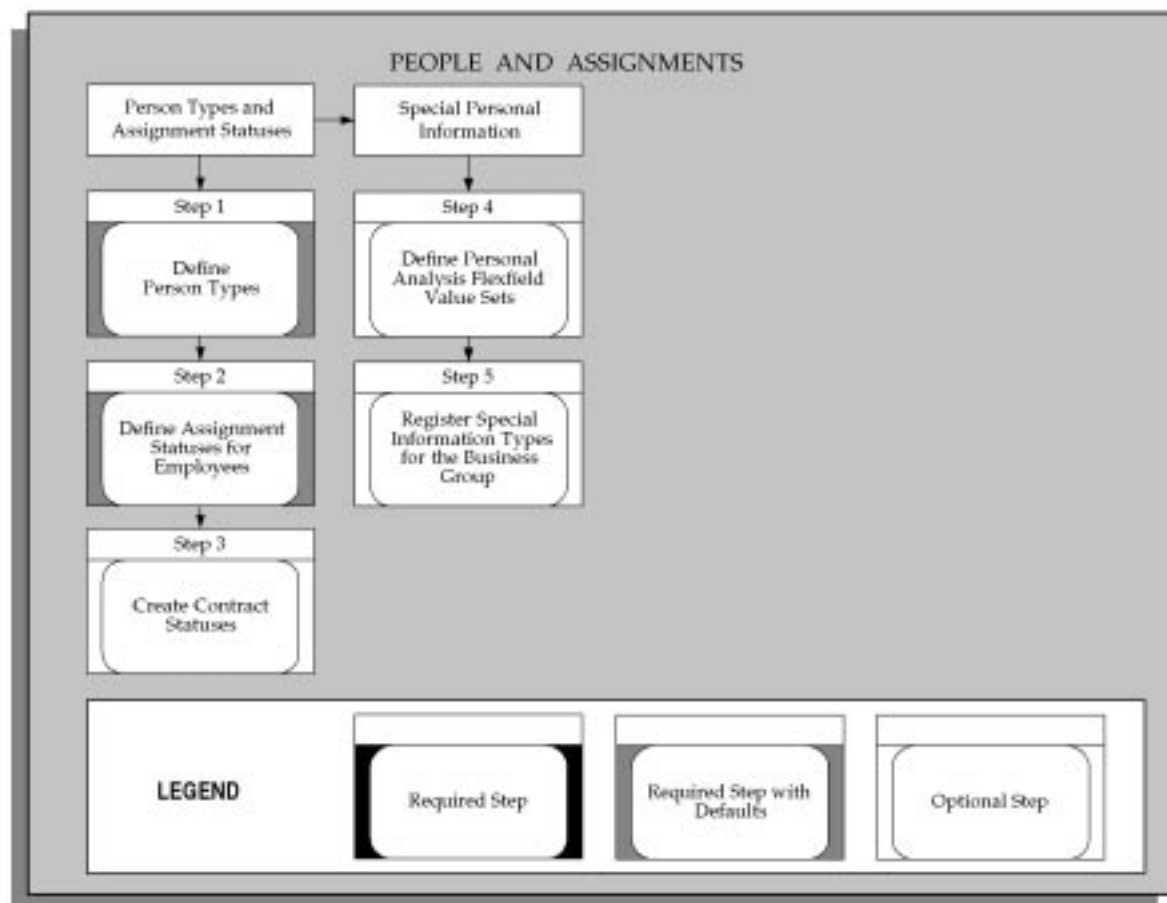 PEOPLE AND ASSIGNMENTS
Person Types and
Assignment Statuses
Special Personal
Information
Step 1
Define
Person Types
Step 2
Define Assignment
Statuses for
Employees
Step 3
Create Contract
Statuses
Step 4
Define Personal
Analysis Flexfield
Value Sets
Step 5
Register Special
Information Types
for the Business
Group
LEGEND
Required Step
Required Step with
Defaults
Optional Step